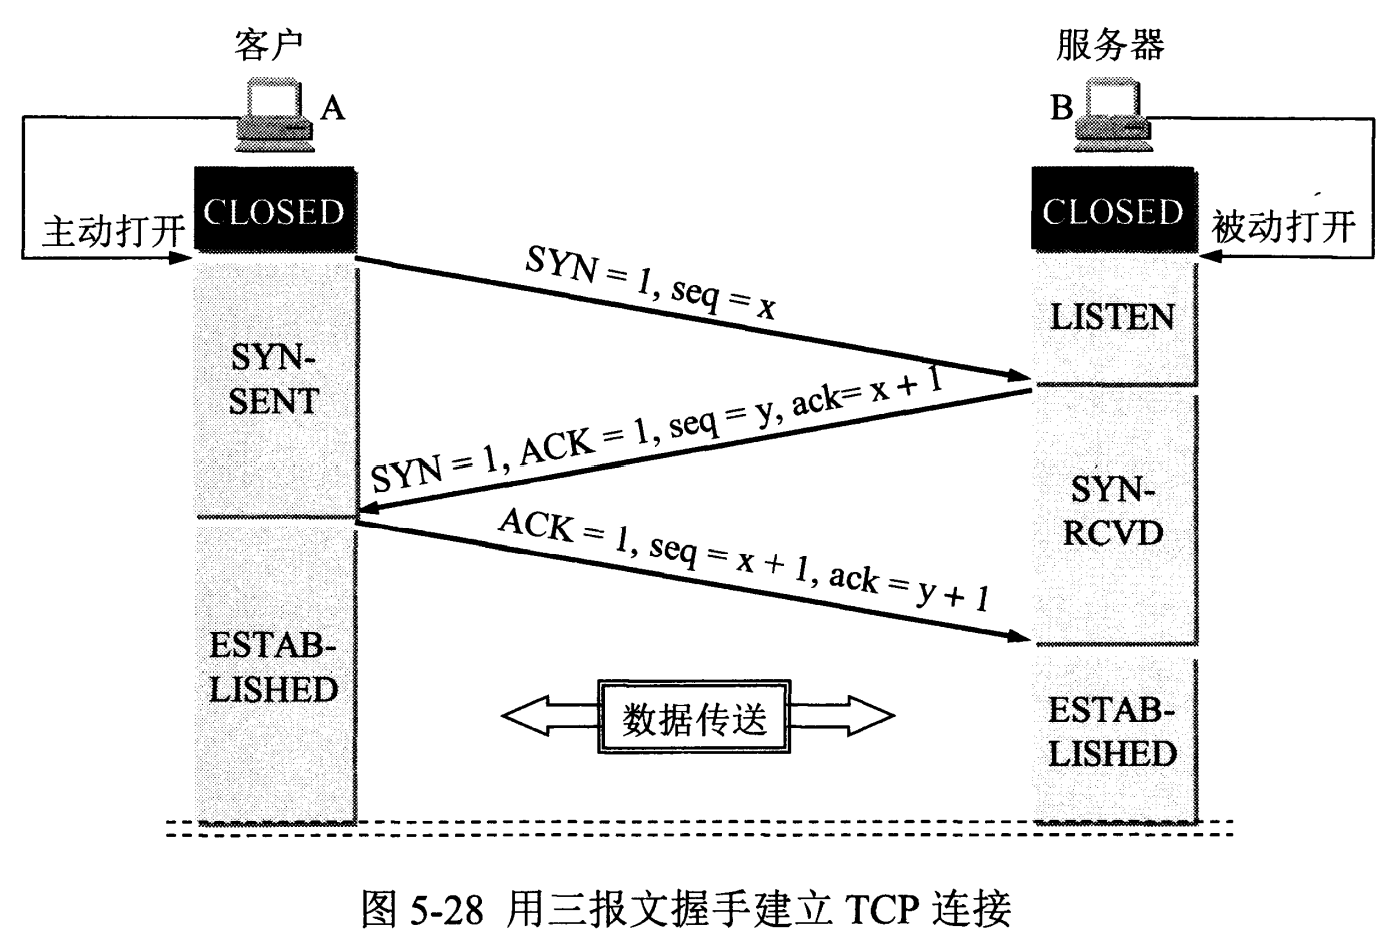 客户
服务器
A
B
CLOSED
CLOSED
主动打开
被动打开
SYN = 1, seq = x
LISTEN
SYN-
SENT
SYN = 1, ACK = 1, seq = y, ack= x + 1
SYN-
RCVD
ACK = 1, seq = x + 1, ack = y + 1
ESTAB-
LISHED
数据传送
ESTAB-
LISHED
图 5-28 用三报文握手建立 TCP 连接